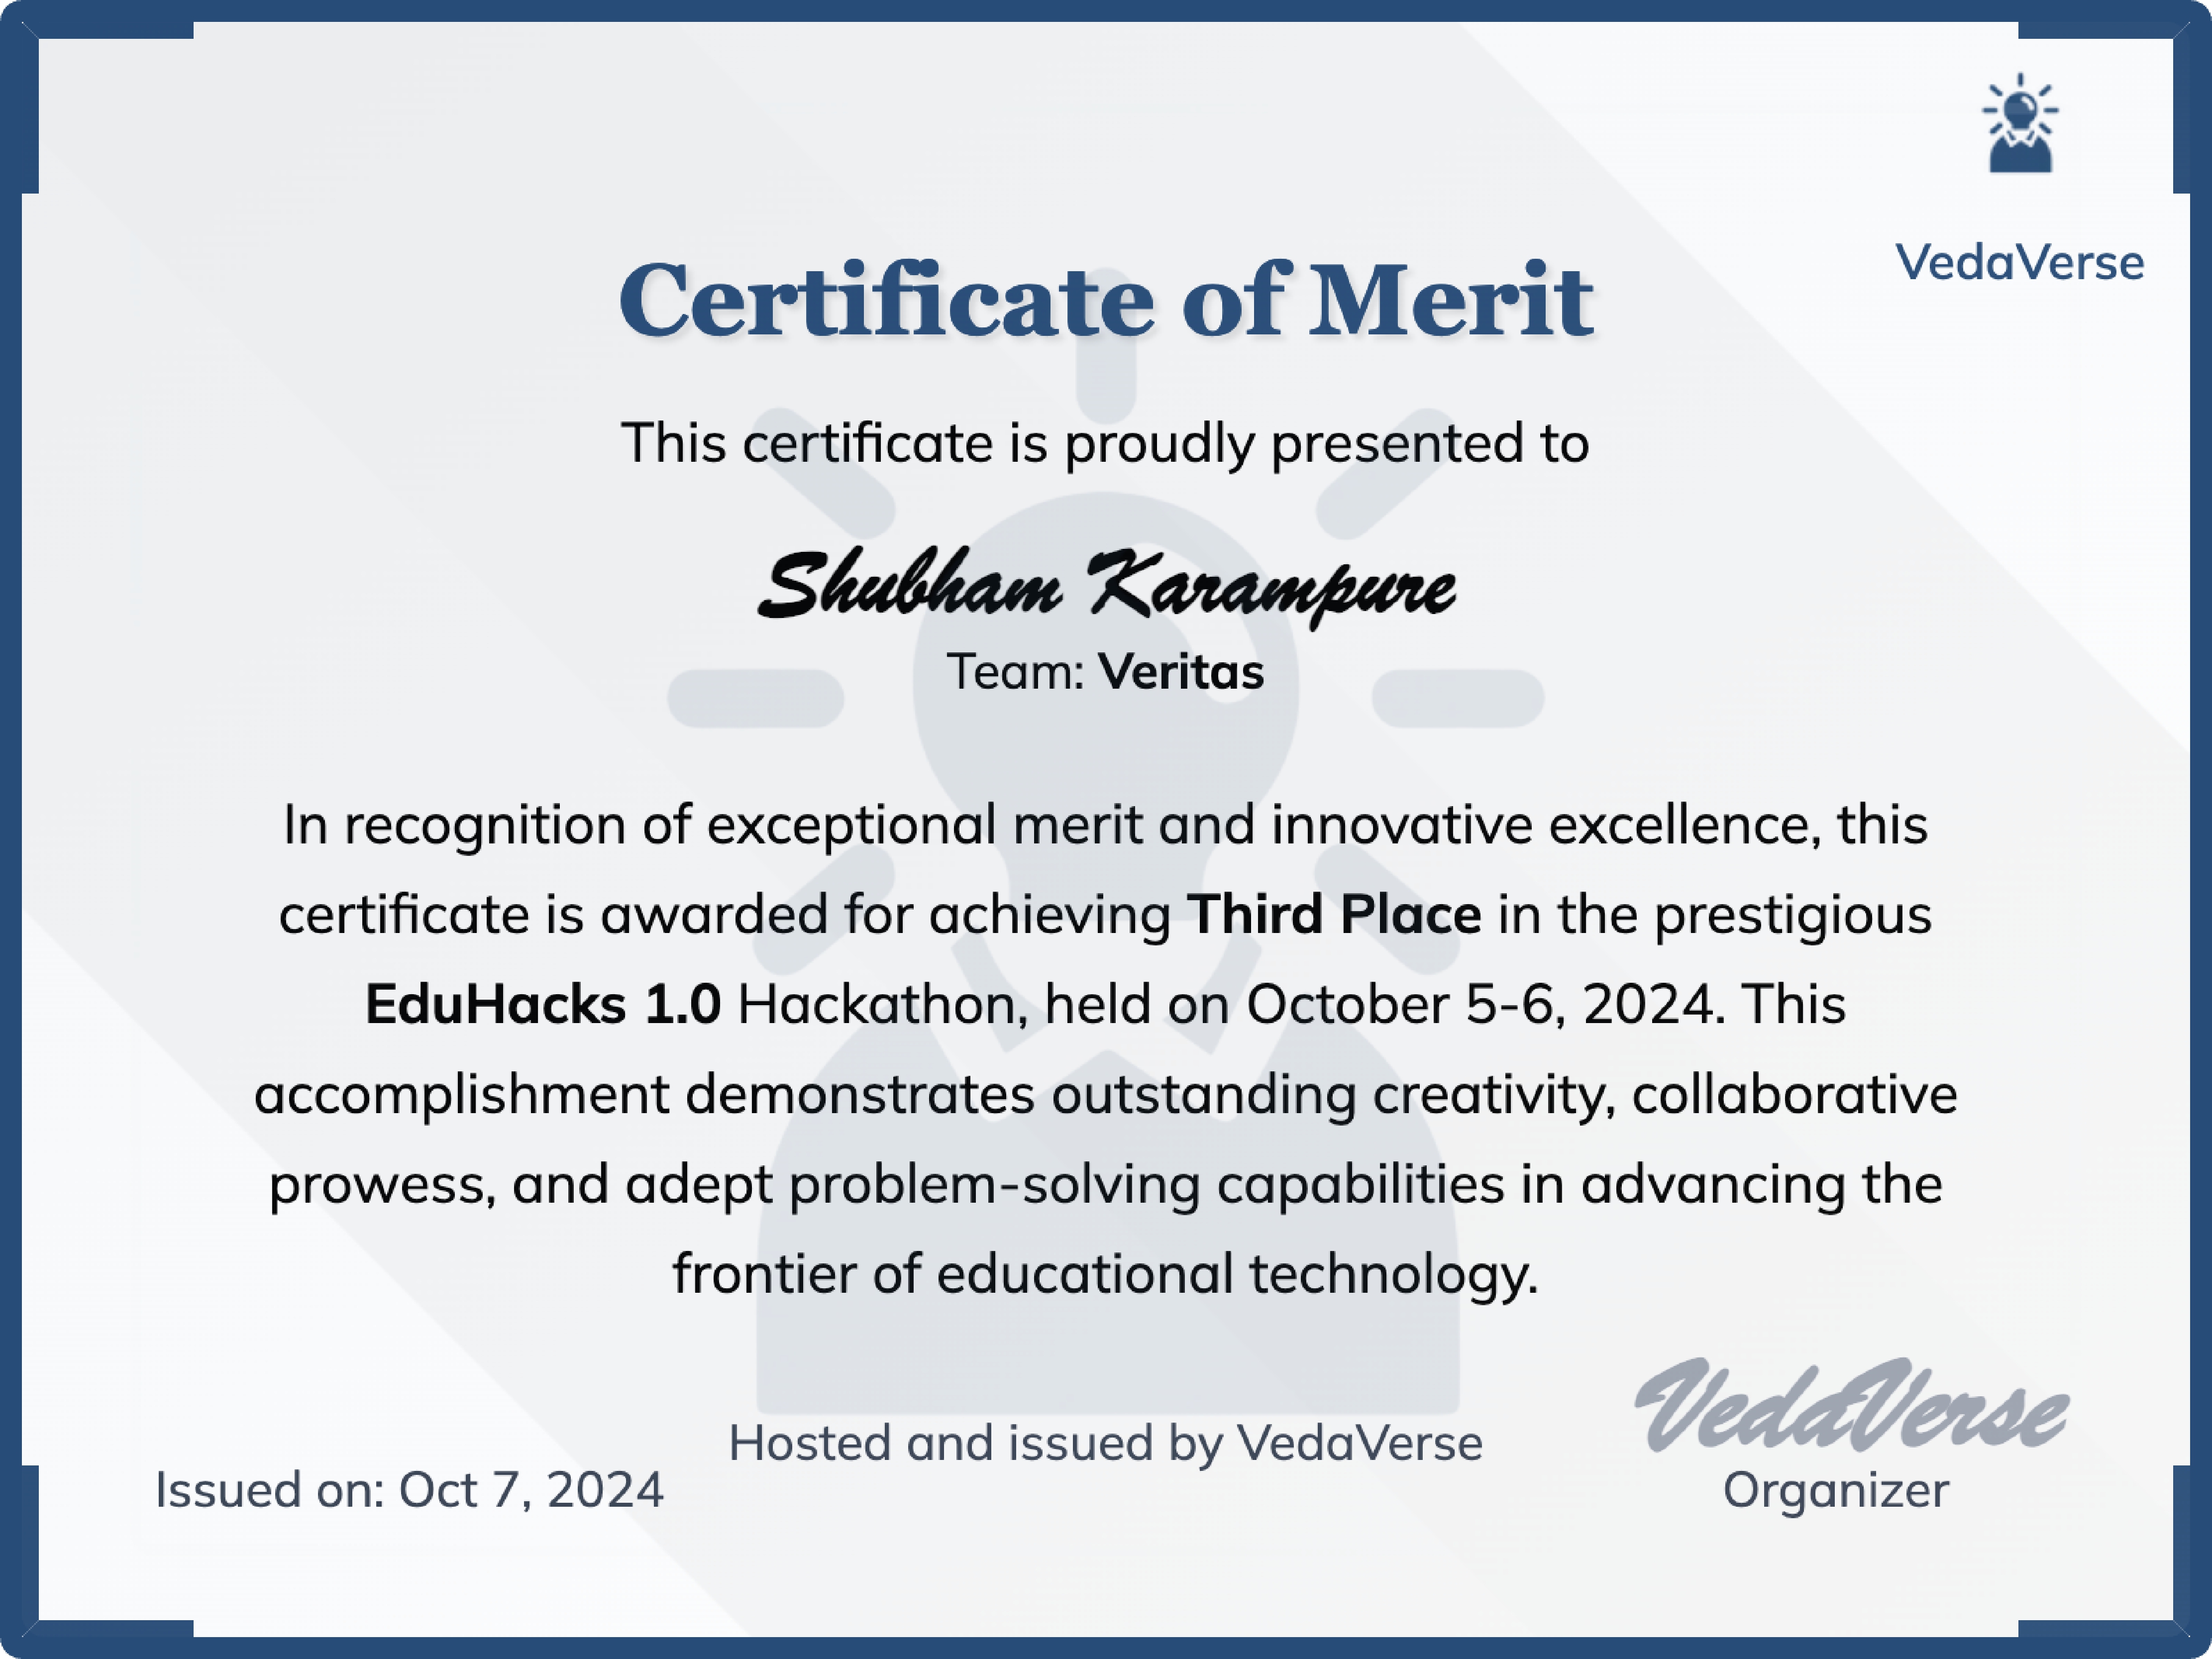 VedaVerse
Certificate of Merit
This certificate is proudly presented to
Shubham Karampure
Team: Veritas
In recognition of exceptional merit and innovative excellence, this
certificate is awarded for achieving Third Place in the prestigious
EduHacks 1.0 Hackathon, held on October 5-6, 2024. This
accomplishment demonstrates outstanding creativity, collaborative
prowess, and adept problem-solving capabilities in advancing the
frontier of educational technology.
Hosted and issued by VedaVerse
Issued on: Oct 7, 2024
VedaVerse
Organizer